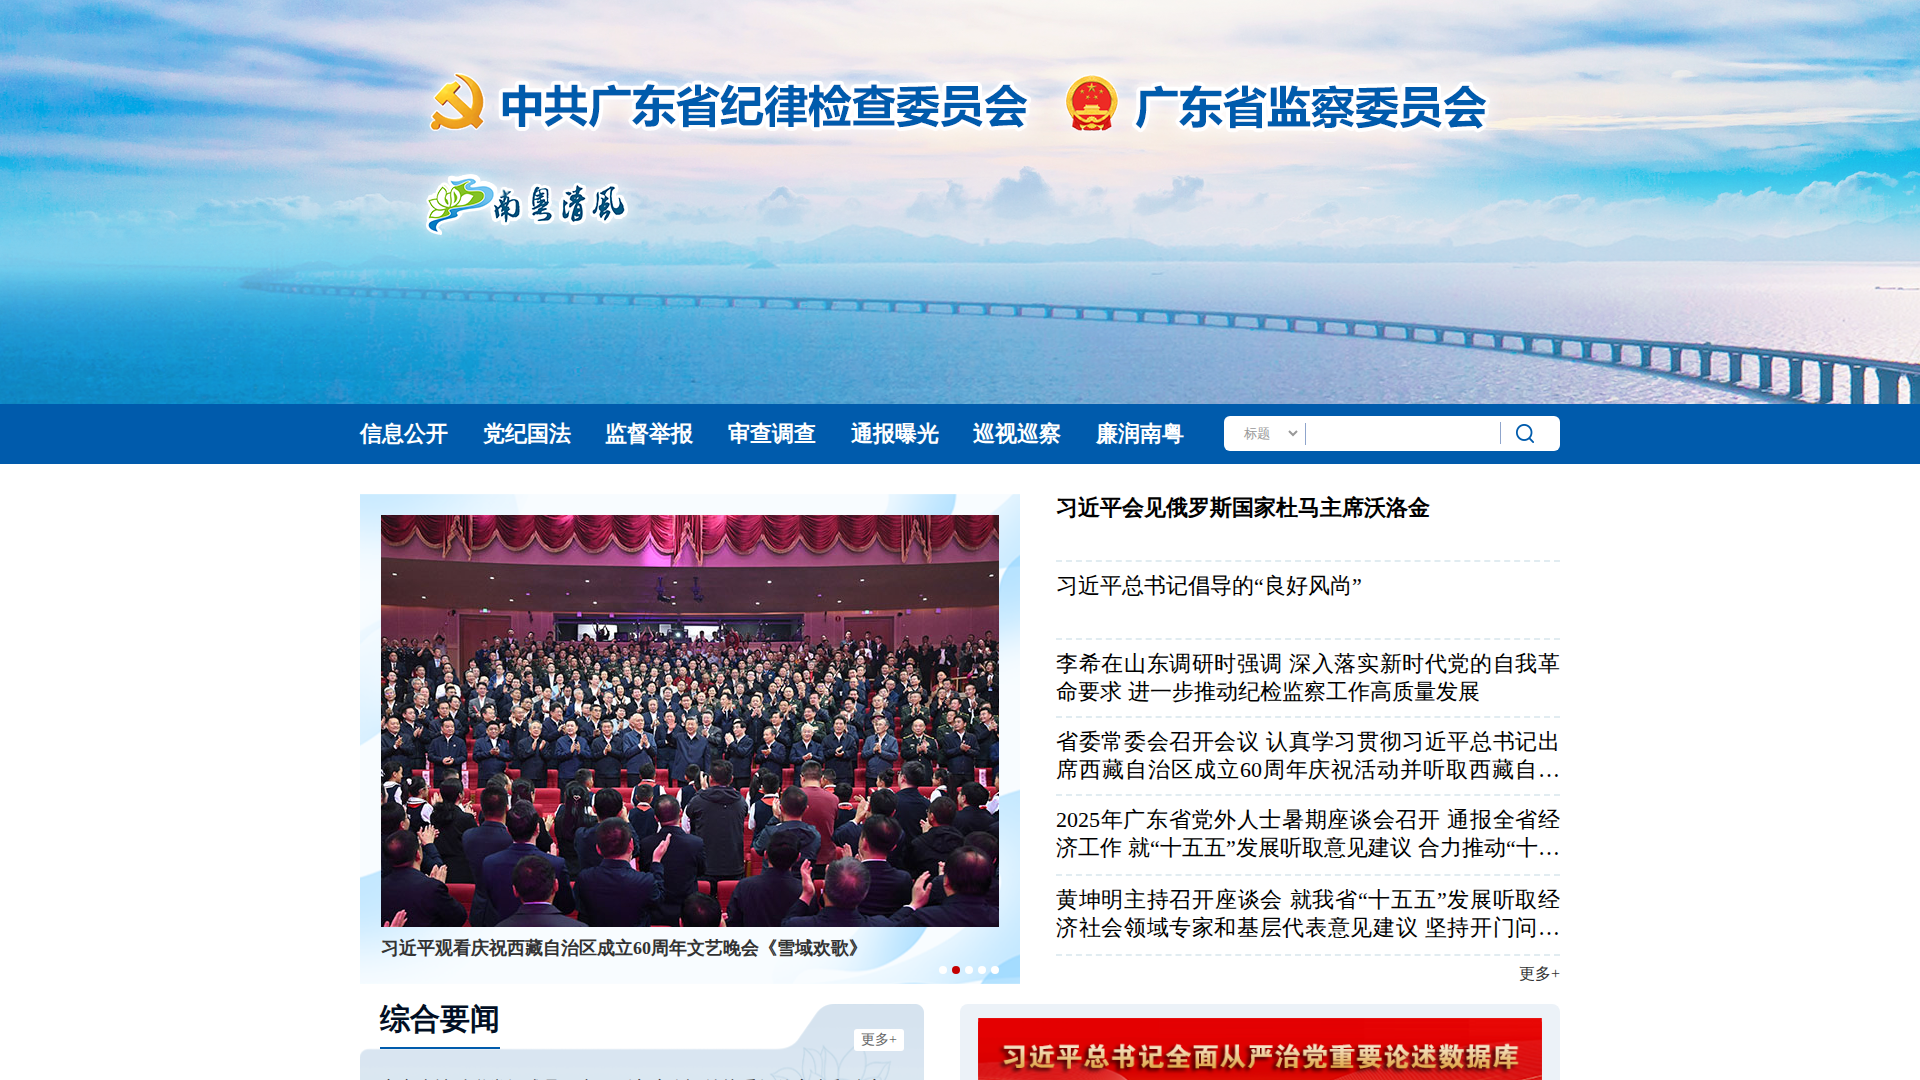 中共广东省纪律检查委员会 广东省监察委员会
南粤清風
信息公开 党纪国法 监督举报 审查调查 通报曝光 巡视巡察 廉润南粤 标题
习近平会见俄罗斯国家杜马主席沃洛金
习近平总书记倡导的“良好风尚”
李希在山东调研时强调 深入落实新时代党的自我革
命要求 进一步推动纪检监察工作高质量发展
省委常委会召开会议 认真学习贯彻习近平总书记出
席西藏自治区成立60周年庆祝活动并听取西藏自…
2025年广东省党外人士暑期座谈会召开 通报全省经
济工作 就“十五五”发展听取意见建议 合力推动“十…
黄坤明主持召开座谈会 就我省“十五五”发展听取经
济社会领域专家和基层代表意见建议 坚持开门问…
更多+
习近平观看庆祝西藏自治区成立60周年文艺晚会《雪域欢歌》
综合要闻
更多+
习近平总书记全面从严治党重要论述数据库